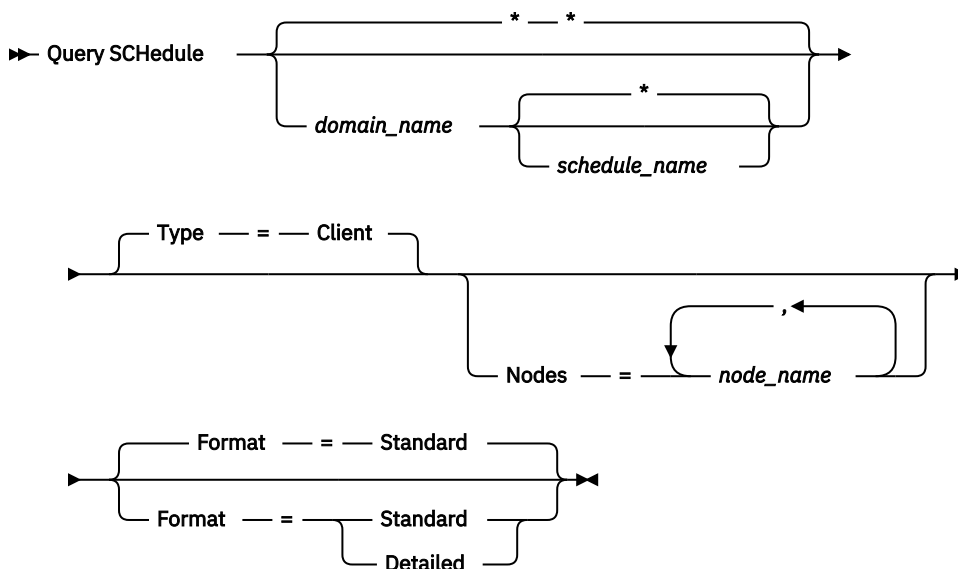 * *
Query SCHedule
*
domain_name
schedule_name
Type = Client
,
Nodes = node_name
Format = Standard
Format = Standard
Detailed